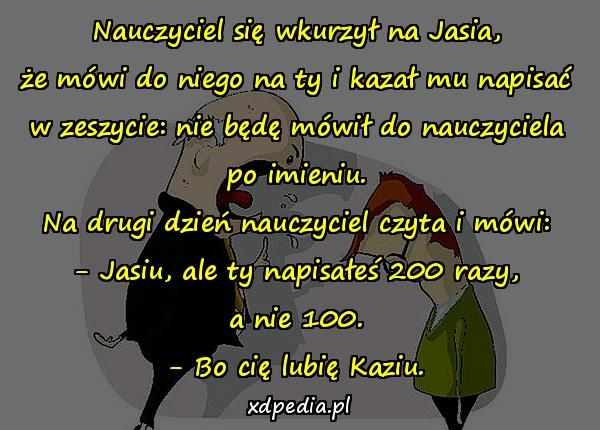 Nauczyciel się wkurzył na Jasia,
że mówi do niego na ty i kazał mu napisać
w zeszycie: nie będę mówił do nauczyciela
po imieniu.
Na drugi dzień nauczyciel czyta i mówi:
- Jasiu, ale ty napisałeś 200 razy,
a nie 100.
- Bo cię lubię Kaziu.
xdpedia.pl